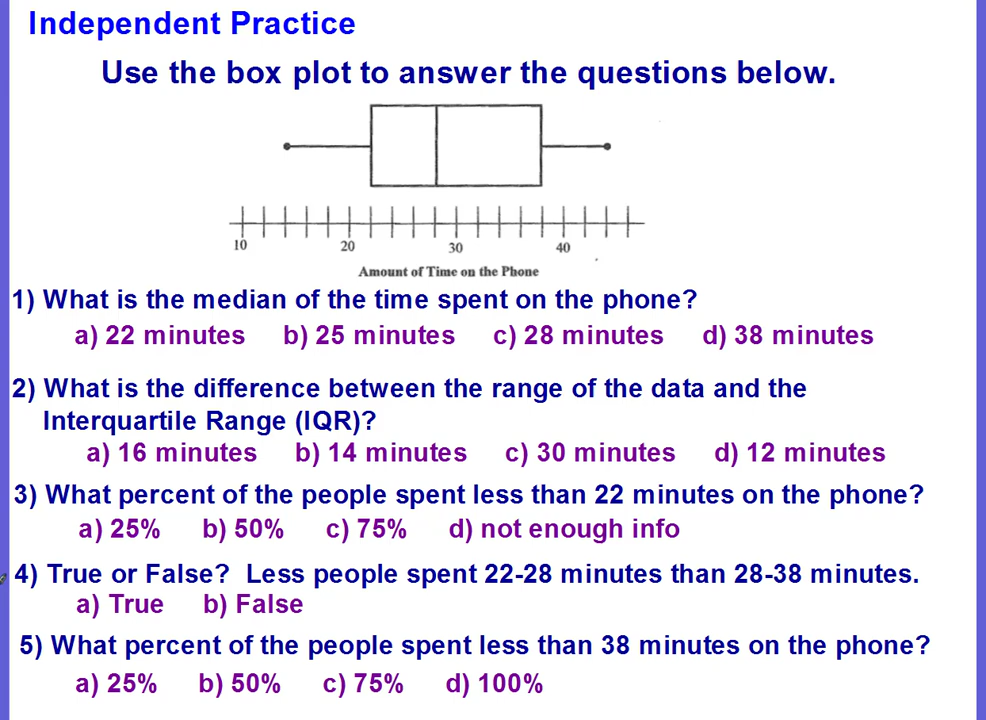 Independent Practice
Use the box plot to answer the questions below.
10 20 30 40
Amount of Time on the Phone
1) What is the median of the time spent on the phone?
a) 22 minutes b) 25 minutes c) 28 minutes d) 38 minutes
2) What is the difference between the range of the data and the
Interquartile Range (IQR)?
a) 16 minutes b) 14 minutes c) 30 minutes d) 12 minutes
3) What percent of the people spent less than 22 minutes on the phone?
a) 25% b) 50% c) 75% d) not enough info
4) True or False? Less people spent 22-28 minutes than 28-38 minutes.
a) True b) False
5) What percent of the people spent less than 38 minutes on the phone?
a) 25% b) 50% c) 75% d) 100%